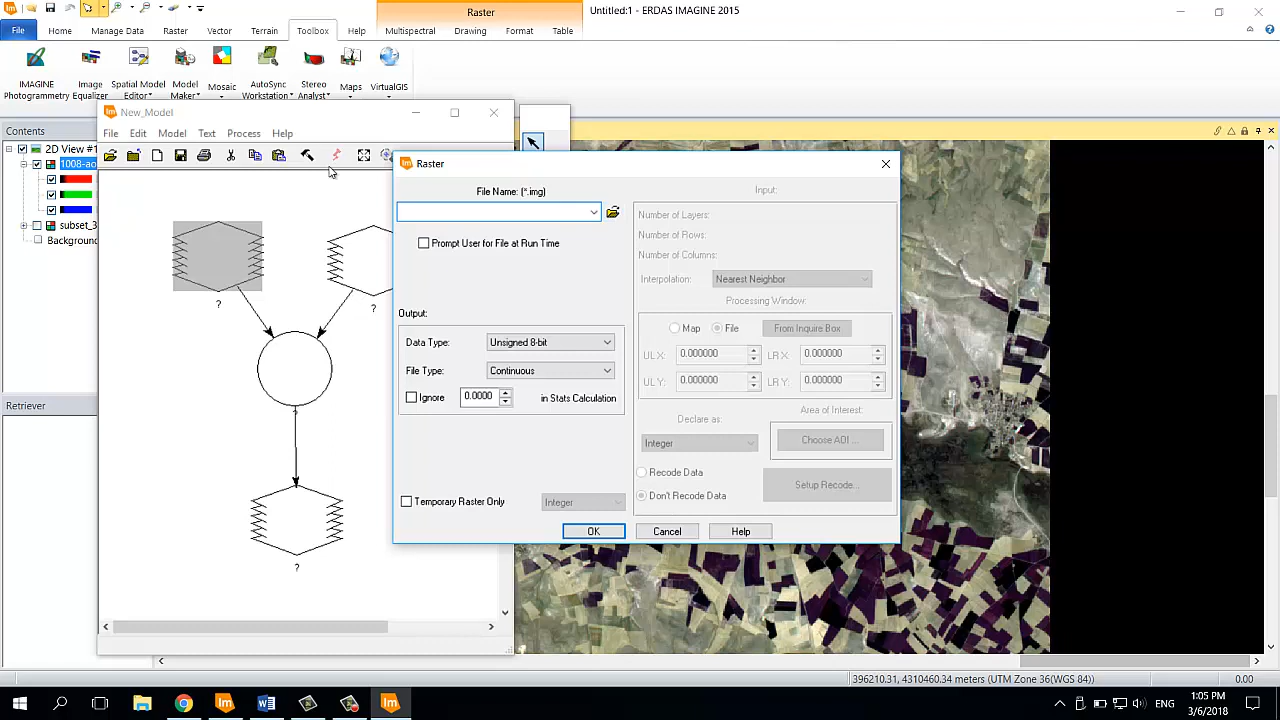 Raster
Untitled:1 - ERDAS IMAGINE 2015
File Home Manage Data Raster Vector Terrain Toolbox Help Multispectral Drawing Format Table
IMAGINE Photogrammetry
Image Equalizer
Spatial Model Editor
Model Maker
Mosaic
AutoSync Workstation
Stereo Analyst
Maps
VirtualGIS
Contents
2D View #1
1008-ao
subset_3
Background
Retriever
New_Model
File Edit Model Text Process Help
?
?
?
?
Raster
File Name: (*.img)
Prompt User for File at Run Time
Output:
Data Type: Unsigned 8-bit
File Type: Continuous
Ignore 0.0000 in Stats Calculation
Temporary Raster Only Integer
Input:
Number of Layers:
Number of Rows:
Number of Columns:
Interpolation: Nearest Neighbor
Processing Window:
Map File From Inquire Box
UL X: 0.000000 LR X: 0.000000
UL Y: 0.000000 LR Y: 0.000000
Declare as: Area of Interest:
Integer Choose AOI ...
Recode Data
Don't Recode Data
Setup Recode...
OK Cancel Help
396210.31, 4310460.34 meters (UTM Zone 36(WGS 84)) 0.00
ENG
1:05 PM
3/6/2018